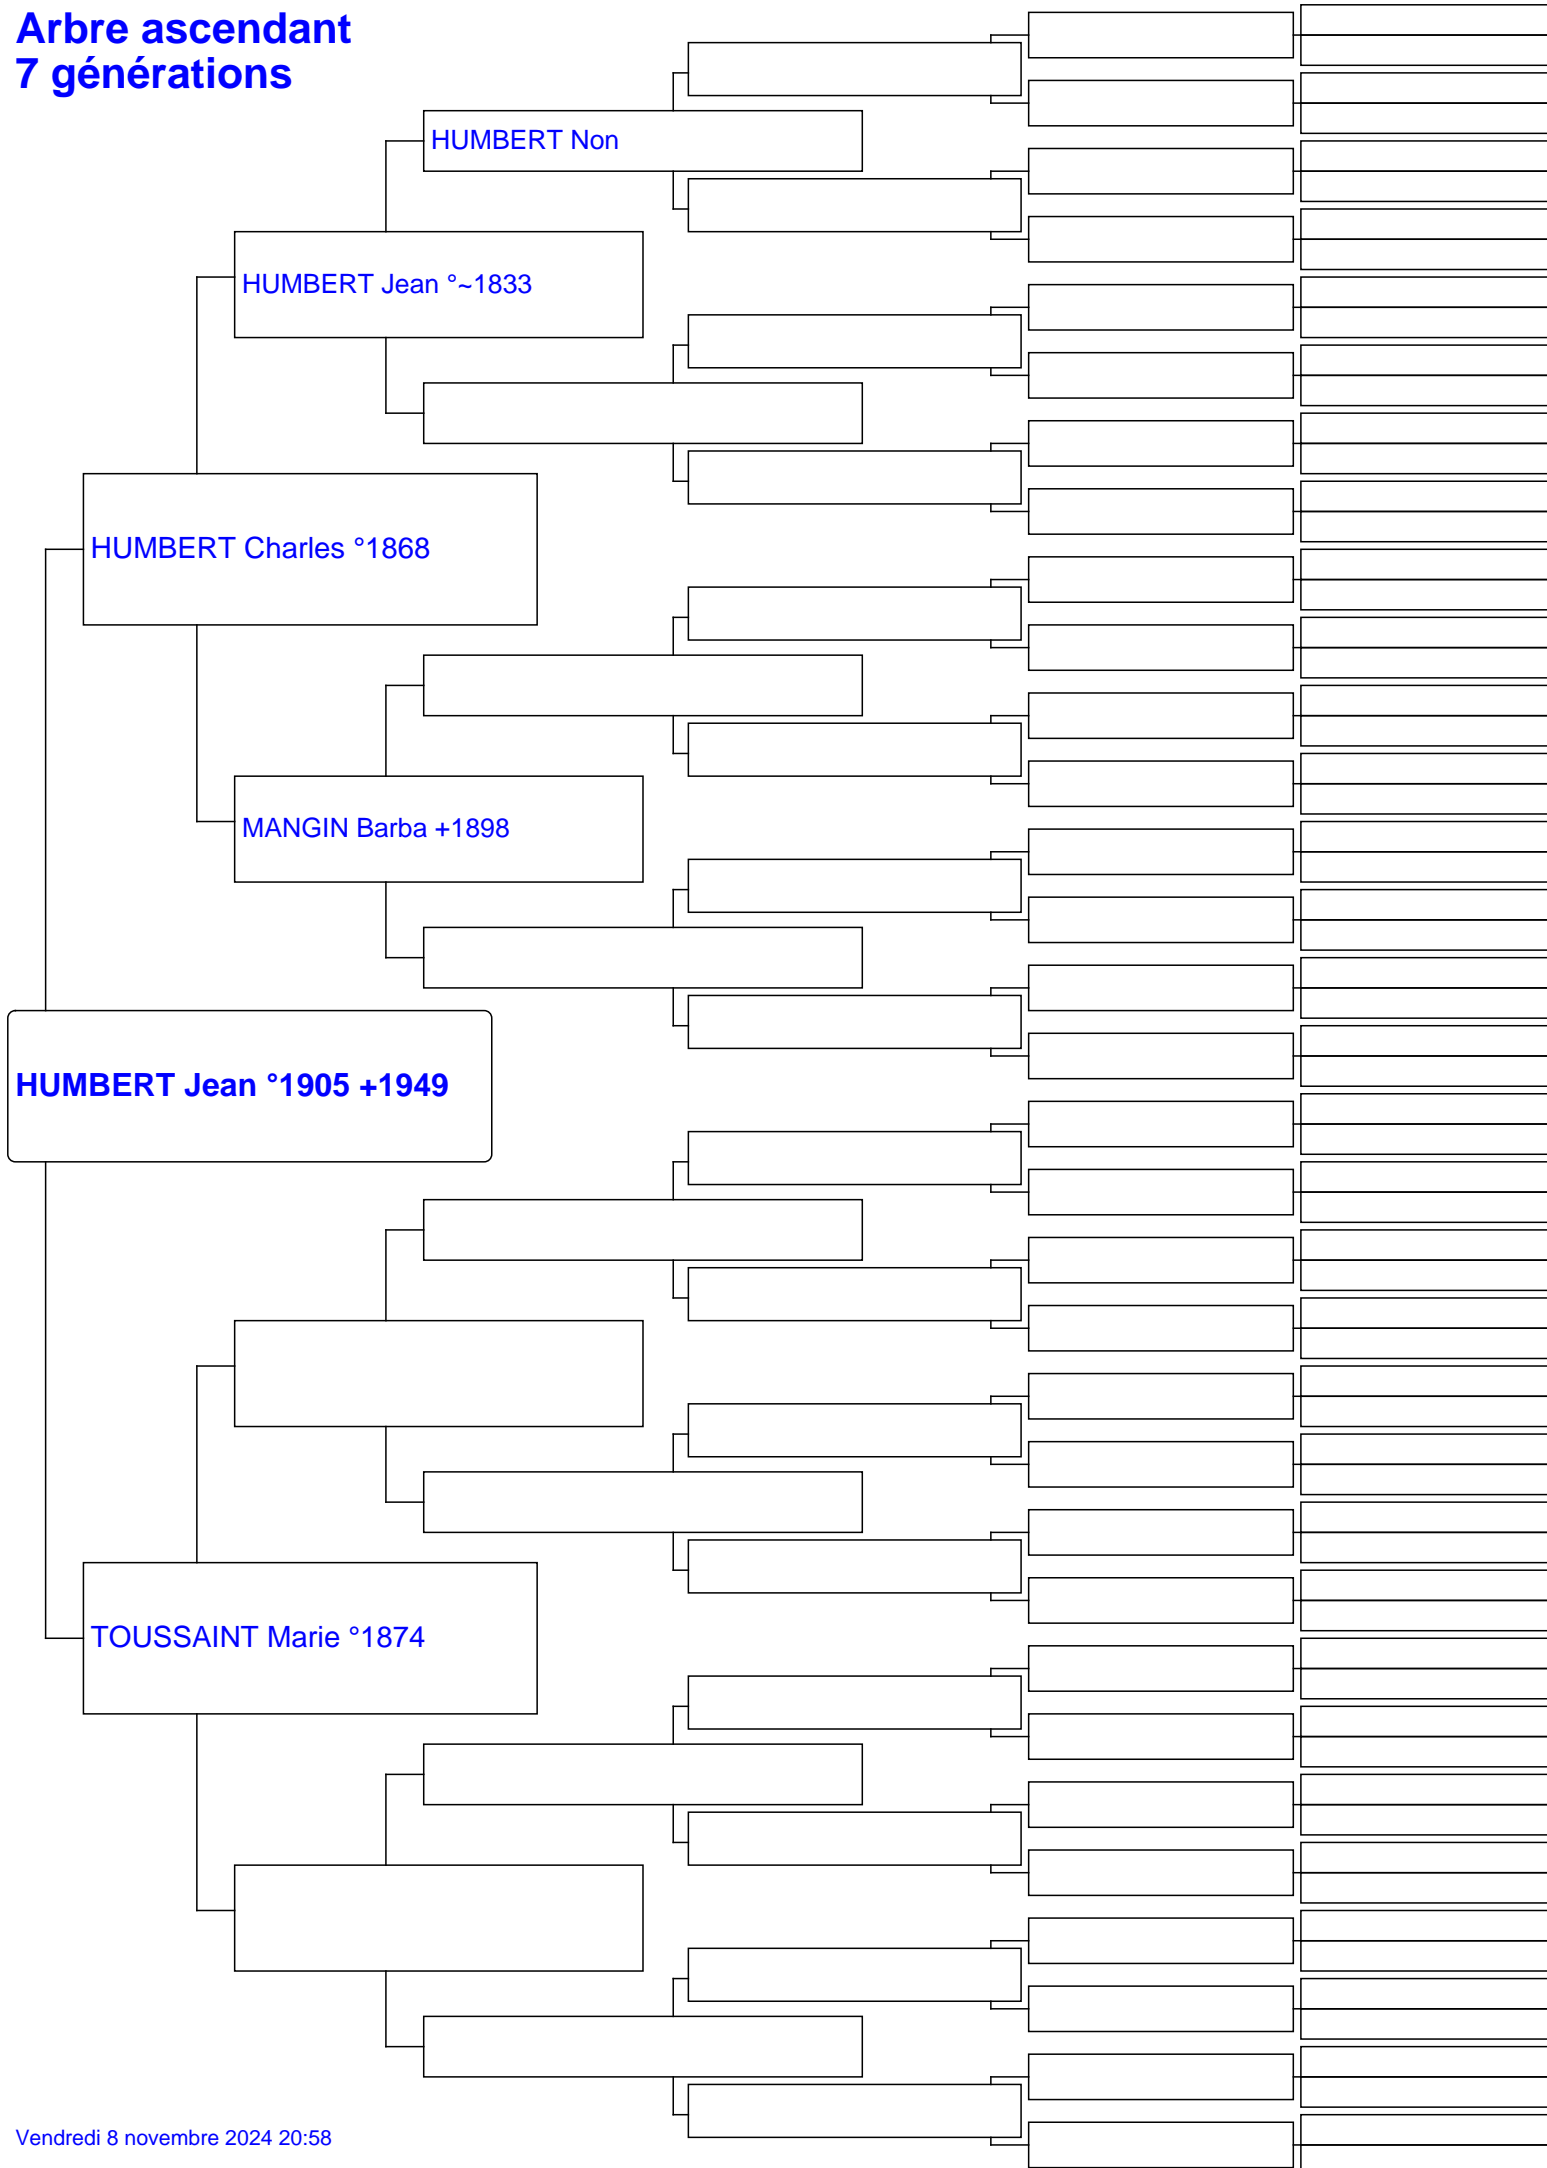 Arbre ascendant
7 générations
HUMBERT Non
HUMBERT Jean °~1833
HUMBERT Charles °1868
MANGIN Barba +1898
HUMBERT Jean °1905 +1949
TOUSSAINT Marie °1874
Vendredi 8 novembre 2024 20:58